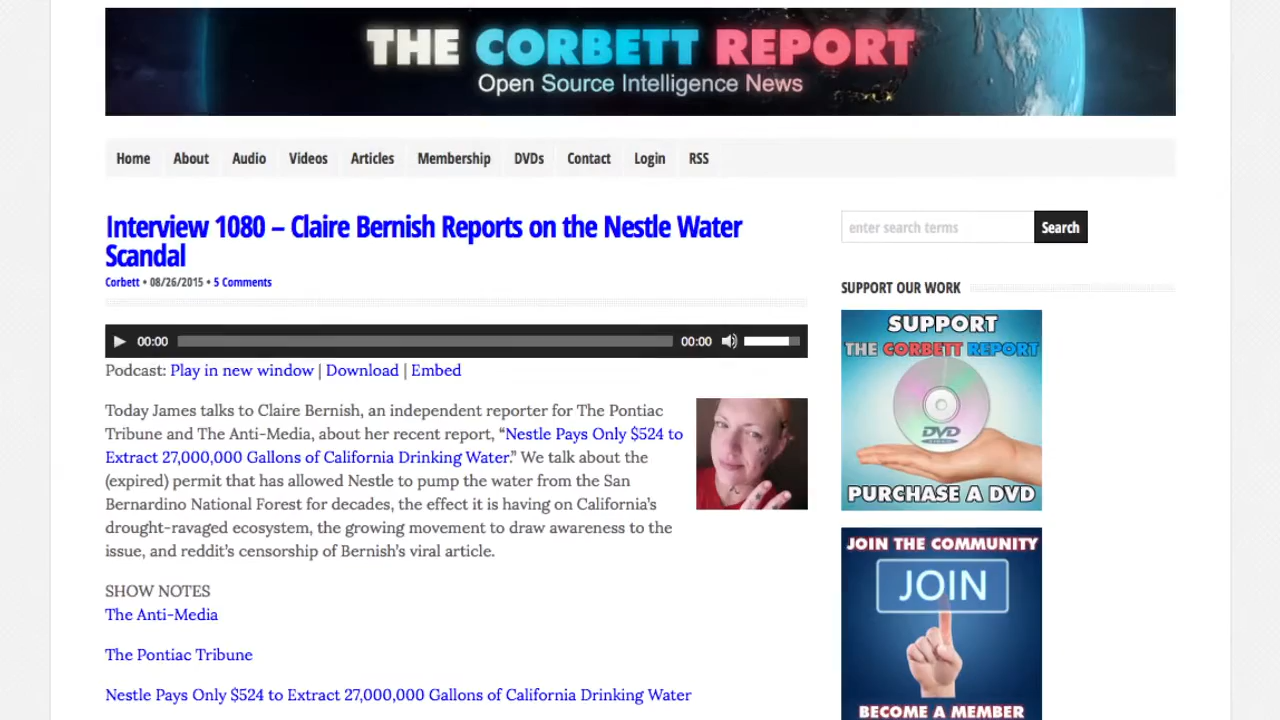 THE CORBETT REPORT
Open Source Intelligence News
Home About Audio Videos Articles Membership DVDs Contact Login RSS
Interview 1080 – Claire Bernish Reports on the Nestle Water
Scandal
Corbett • 08/26/2015 • 5 Comments
00:00 00:00
Podcast: Play in new window | Download | Embed
Today James talks to Claire Bernish, an independent reporter for The Pontiac
Tribune and The Anti-Media, about her recent report, “Nestle Pays Only $524 to
Extract 27,000,000 Gallons of California Drinking Water.” We talk about the
(expired) permit that has allowed Nestle to pump the water from the San
Bernardino National Forest for decades, the effect it is having on California’s
drought-ravaged ecosystem, the growing movement to draw awareness to the
issue, and reddit’s censorship of Bernish’s viral article.
SHOW NOTES
The Anti-Media
The Pontiac Tribune
Nestle Pays Only $524 to Extract 27,000,000 Gallons of California Drinking Water
enter search terms Search
SUPPORT OUR WORK
SUPPORT
THE CORBETT REPORT
DVD
PURCHASE A DVD
JOIN THE COMMUNITY
JOIN
BECOME A MEMBER